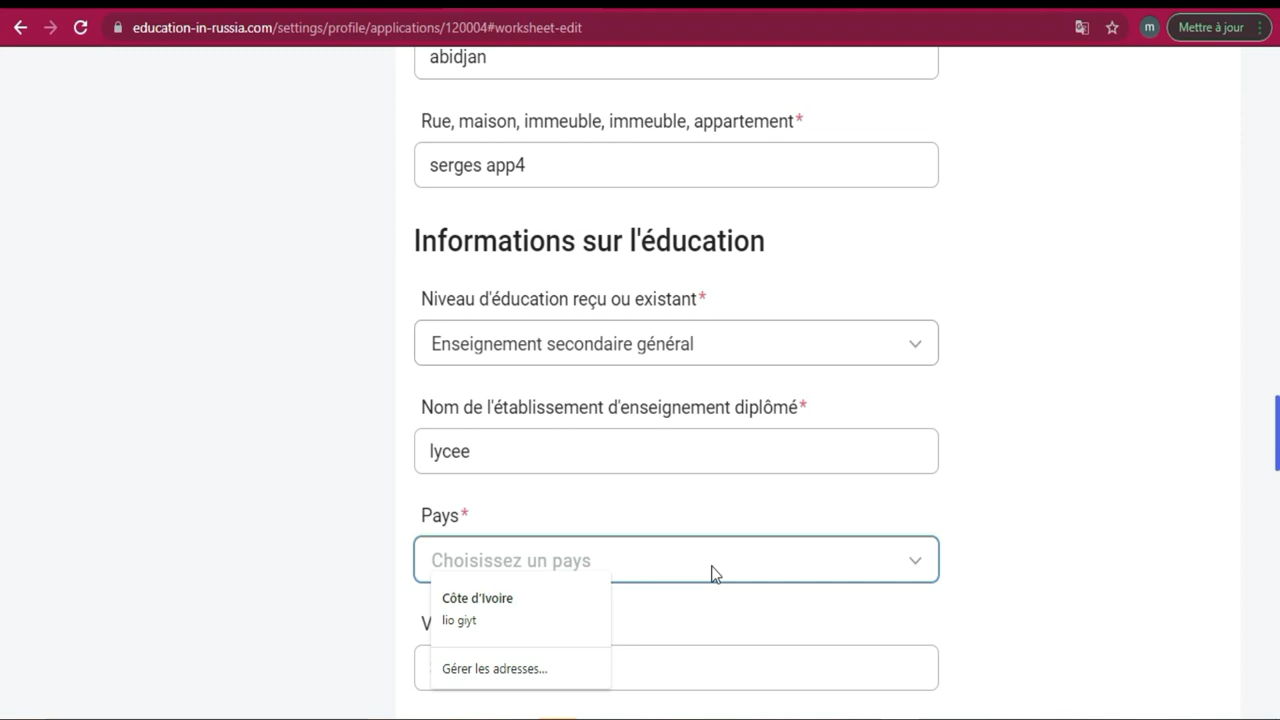 education-in-russia.com/settings/profile/applications/120004#worksheet-edit
m
Mettre à jour
abidjan
Rue, maison, immeuble, immeuble, appartement*
serges app4
Informations sur l'éducation
Niveau d'éducation reçu ou existant*
Enseignement secondaire général
Nom de l'établissement d'enseignement diplômé*
lycee
Pays*
Choisissez un pays
Côte d'Ivoire
lio giyt
V
Gérer les adresses...